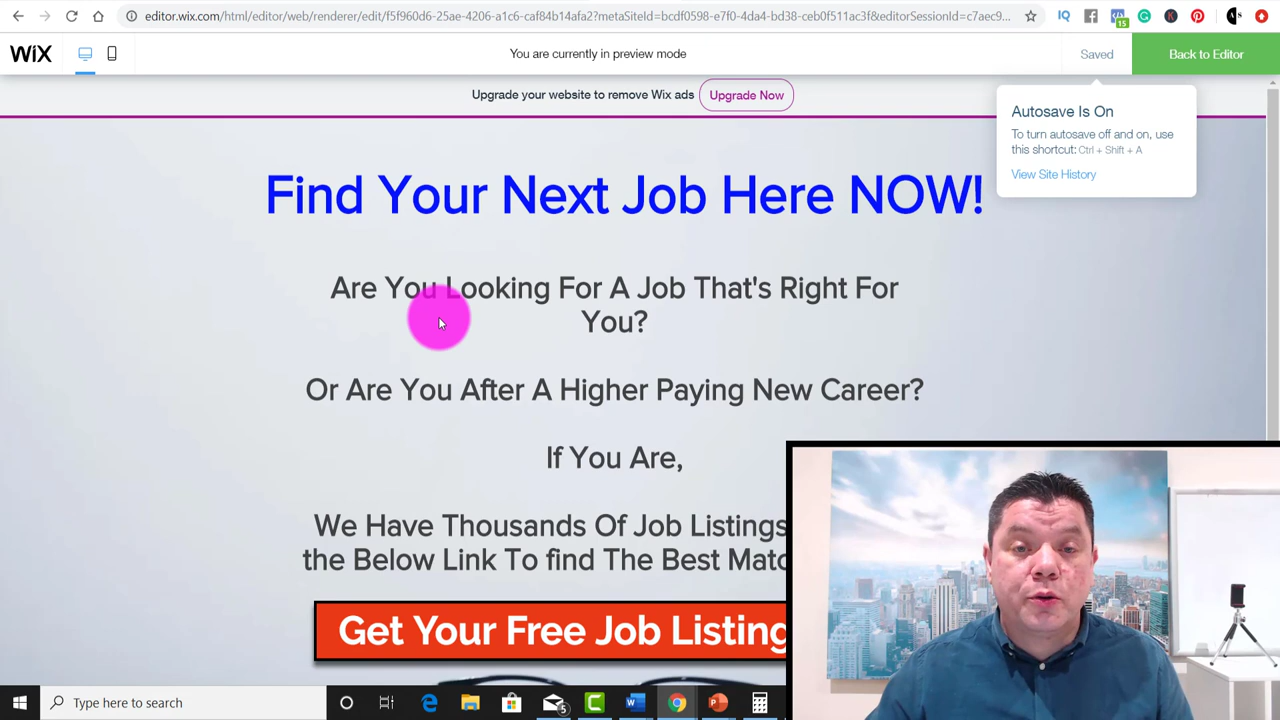 editor.wix.com/html/editor/web/renderer/edit/f5f960d6-25ae-4206-a1c6-caf84b14afa2?metaSiteId=bcdf0598-e7f0-4da4-bd38-ceb0f511ac3f&editorSessionId=c7aec9...
15
WiX
You are currently in preview mode
Saved
Back to Editor
Upgrade your website to remove Wix ads
Upgrade Now
Autosave Is On
To turn autosave off and on, use
this shortcut: Ctrl + Shift + A
View Site History
Find Your Next Job Here NOW!
Are You Looking For A Job That's Right For
You?
Or Are You After A Higher Paying New Career?
If You Are,
We Have Thousands Of Job Listings
the Below Link To find The Best Matc
Get Your Free Job Listing
Type here to search
5